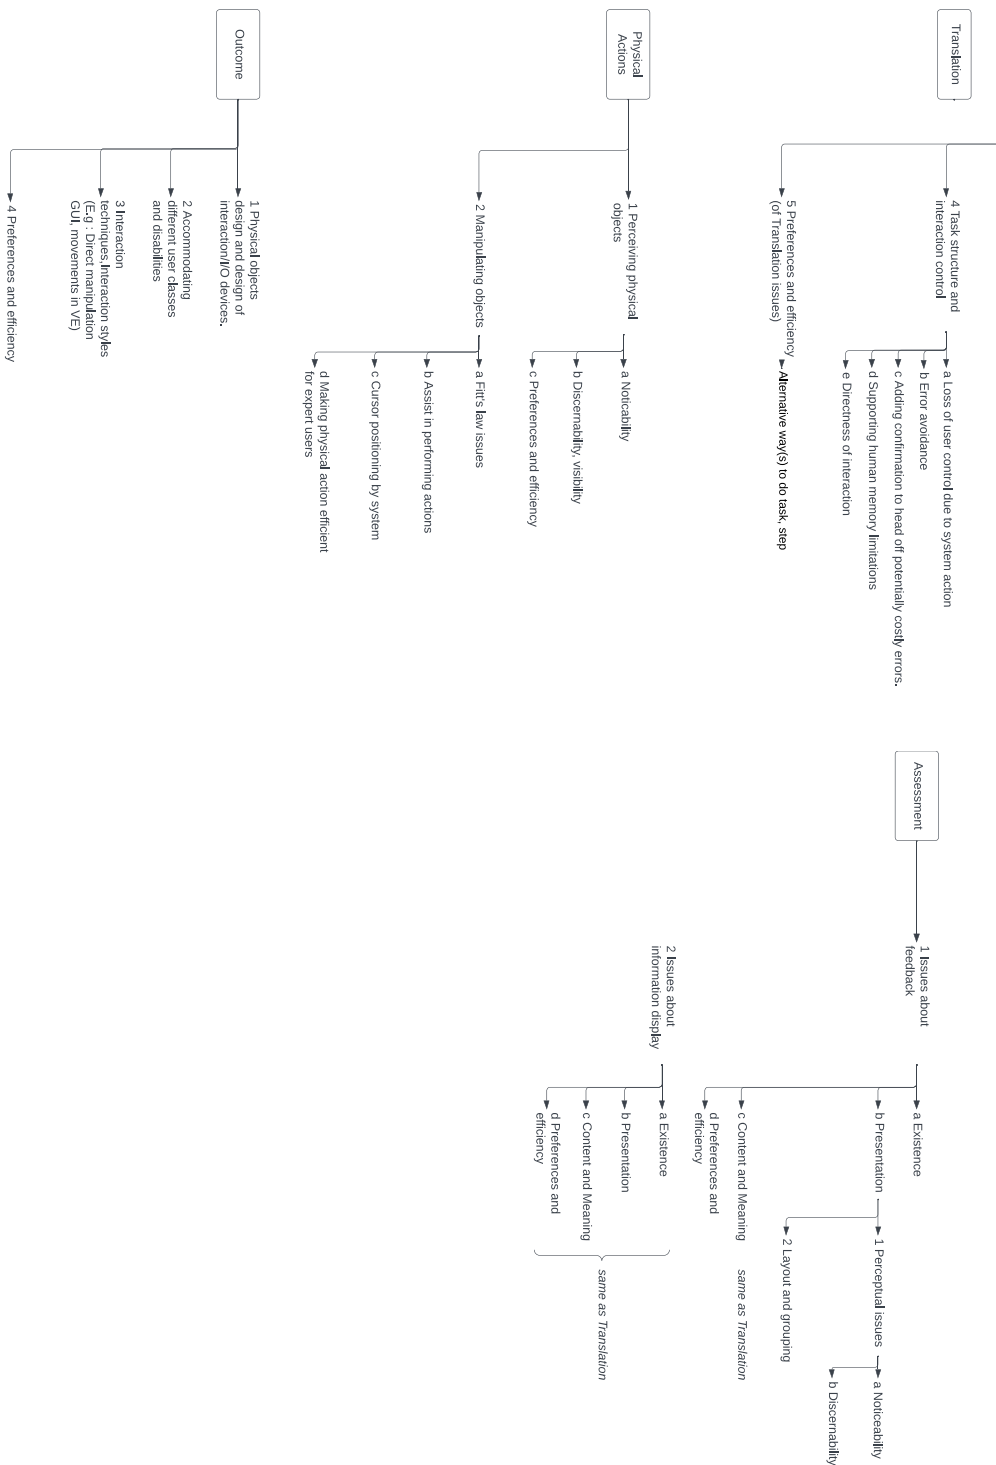 Translation
4 Task structure and
interaction control
a Loss of user control due to system action
b Error avoidance
c Adding confirmation to head off potentially costly errors.
d Supporting human memory limitations
e Directness of interaction
5 Preferences and efficiency
(of Translation issues)
Alternative way(s) to do task, step
Physical
Actions
1 Perceiving physical
objects
a Noticability
b Discernability, visibility
c Preferences and efficiency
2 Manipulating objects
a Fitt's law issues
b Assist in performing actions
c Cursor positioning by system
d Making physical action efficient
for expert users
Outcome
1 Physical objects
design and design of
interaction/I/O devices.
2 Accommodating
different user classes
and disabilities
3 Interaction
techniques,Interaction styles
(E.g : Direct manipulation
GUI, movements in VE)
4 Preferences and efficiency
Assessment
1 Issues about
feedback
a Existence
b Presentation
1 Perceptual issues
a Noticeability
b Discernability
2 Layout and grouping
c Content and Meaning
same as Translation
d Preferences and
efficiency
2 Issues about
information display
a Existence
b Presentation
c Content and Meaning
d Preferences and
efficiency
same as Translation